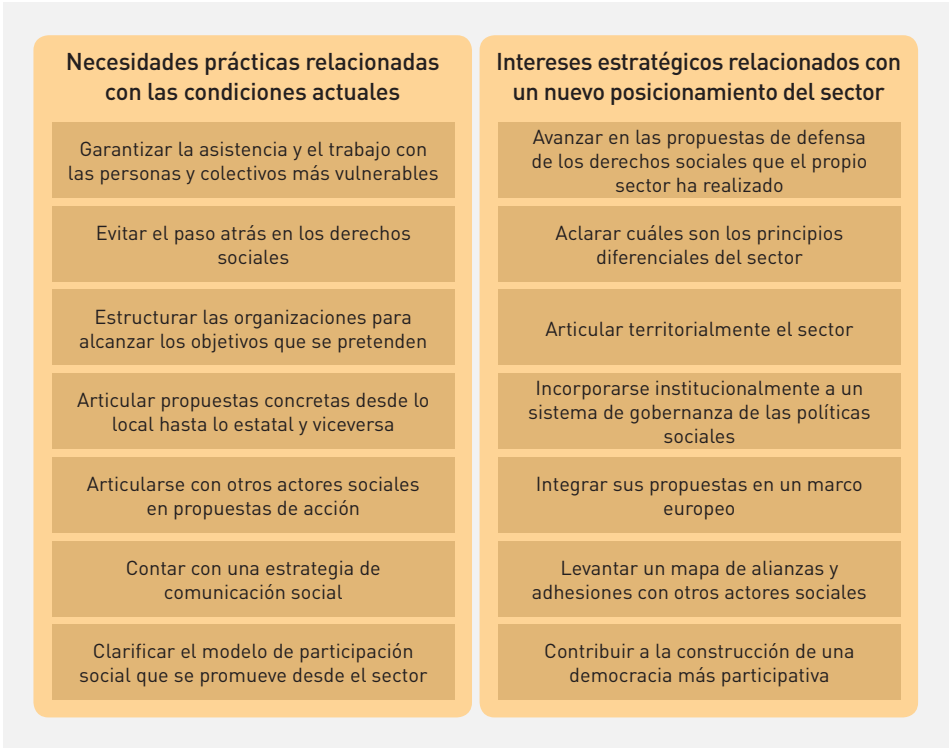 Necesidades prácticas relacionadas
con las condiciones actuales
Garantizar la asistencia y el trabajo con
las personas y colectivos más vulnerables
Evitar el paso atrás en los derechos
sociales
Estructurar las organizaciones para
alcanzar los objetivos que se pretenden
Articular propuestas concretas desde lo
local hasta lo estatal y viceversa
Articularse con otros actores sociales
en propuestas de acción
Contar con una estrategia de
comunicación social
Clarificar el modelo de participación
social que se promueve desde el sector
Intereses estratégicos relacionados con
un nuevo posicionamiento del sector
Avanzar en las propuestas de defensa
de los derechos sociales que el propio
sector ha realizado
Aclarar cuáles son los principios
diferenciales del sector
Articular territorialmente el sector
Incorporarse institucionalmente a un
sistema de gobernanza de las políticas
sociales
Integrar sus propuestas en un marco
europeo
Levantar un mapa de alianzas y
adhesiones con otros actores sociales
Contribuir a la construcción de una
democracia más participativa